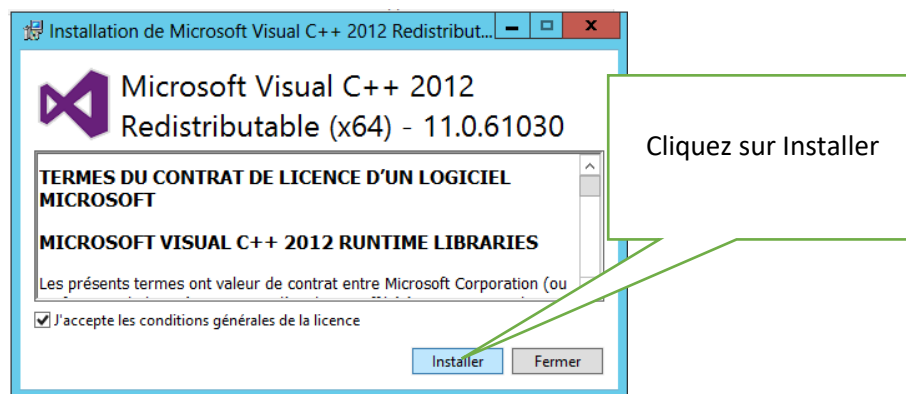 Installation de Microsoft Visual C++ 2012 Redistribut...
Microsoft Visual C++ 2012
Redistributable (x64) - 11.0.61030
Cliquez sur Installer
TERMES DU CONTRAT DE LICENCE D'UN LOGICIEL
MICROSOFT
MICROSOFT VISUAL C++ 2012 RUNTIME LIBRARIES
Les présents termes ont valeur de contrat entre Microsoft Corporation (ou
J'accepte les conditions générales de la licence
Installer
Fermer